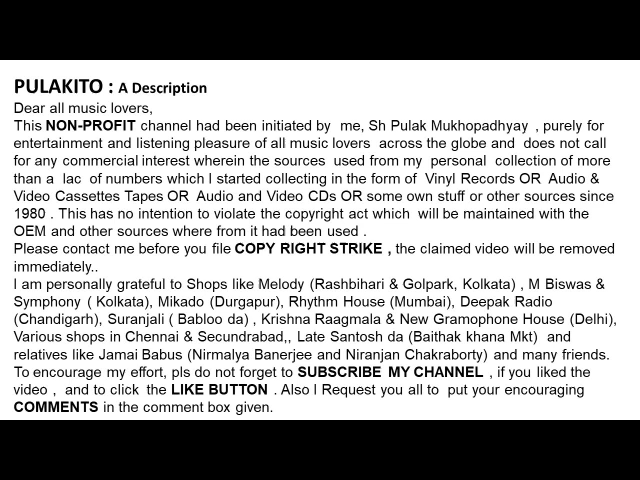 PULAKITO : A Description
Dear all music lovers,
This NON-PROFIT channel had been initiated by me, Sh Pulak Mukhopadhyay , purely for
entertainment and listening pleasure of all music lovers across the globe and does not call
for any commercial interest wherein the sources used from my personal collection of more
than a lac of numbers which I started collecting in the form of Vinyl Records OR Audio &
Video Cassettes Tapes OR Audio and Video CDs OR some own stuff or other sources since
1980 . This has no intention to violate the copyright act which will be maintained with the
OEM and other sources where from it had been used .
Please contact me before you file COPY RIGHT STRIKE , the claimed video will be removed
immediately..
I am personally grateful to Shops like Melody (Rashbihari & Golpark, Kolkata) , M Biswas &
Symphony ( Kolkata), Mikado (Durgapur), Rhythm House (Mumbai), Deepak Radio
(Chandigarh), Suranjali ( Babloo da) , Krishna Raagmala & New Gramophone House (Delhi),
Various shops in Chennai & Secundrabad,, Late Santosh da (Baithak khana Mkt) and
relatives like Jamai Babus (Nirmalya Banerjee and Niranjan Chakraborty) and many friends.
To encourage my effort, pls do not forget to SUBSCRIBE MY CHANNEL , if you liked the
video , and to click the LIKE BUTTON . Also I Request you all to put your encouraging
COMMENTS in the comment box given.